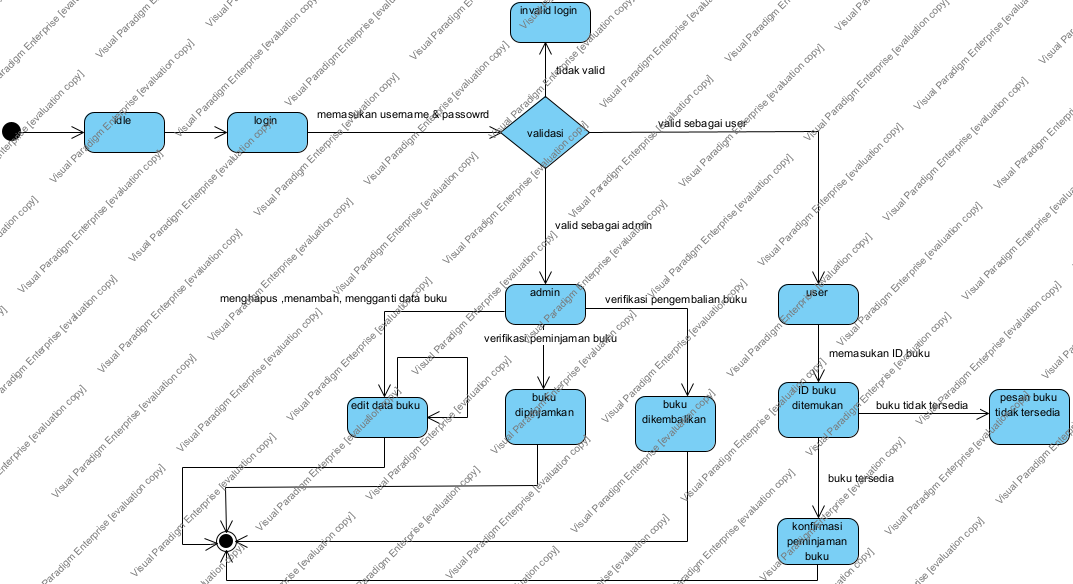 invalid login
tidak valid
idle
login
memasukan username & passowrd
validasi
valid sebagai user
valid sebagai admin
admin
user
menghapus ,menambah, mengganti data buku
verifikasi pengembalian buku
verifikasi peminjaman buku
memasukan ID buku
edit data buku
buku
dipinjamkan
buku
dikembalikan
ID buku
ditemukan
buku tidak tersedia
pesan buku
tidak tersedia
buku tersedia
konfirmasi
peminjaman
buku
Visual Paradigm Enterprise [evaluation copy]